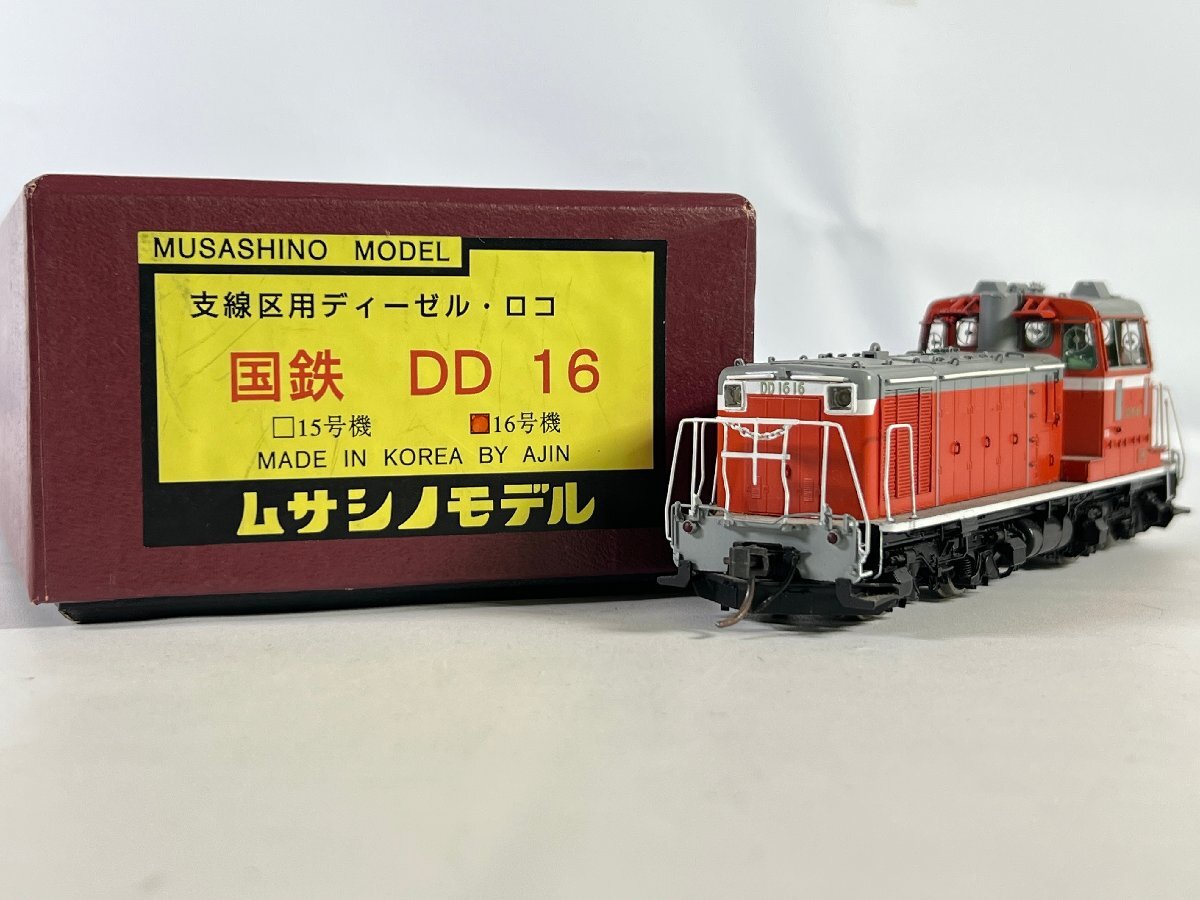 MUSASHINO MODEL
支線区用ディーゼル・ロコ
国鉄 DD 16
□15号機 ■16号機
MADE IN KOREA BY AJIN
ムサシノモデル
DD 16 16